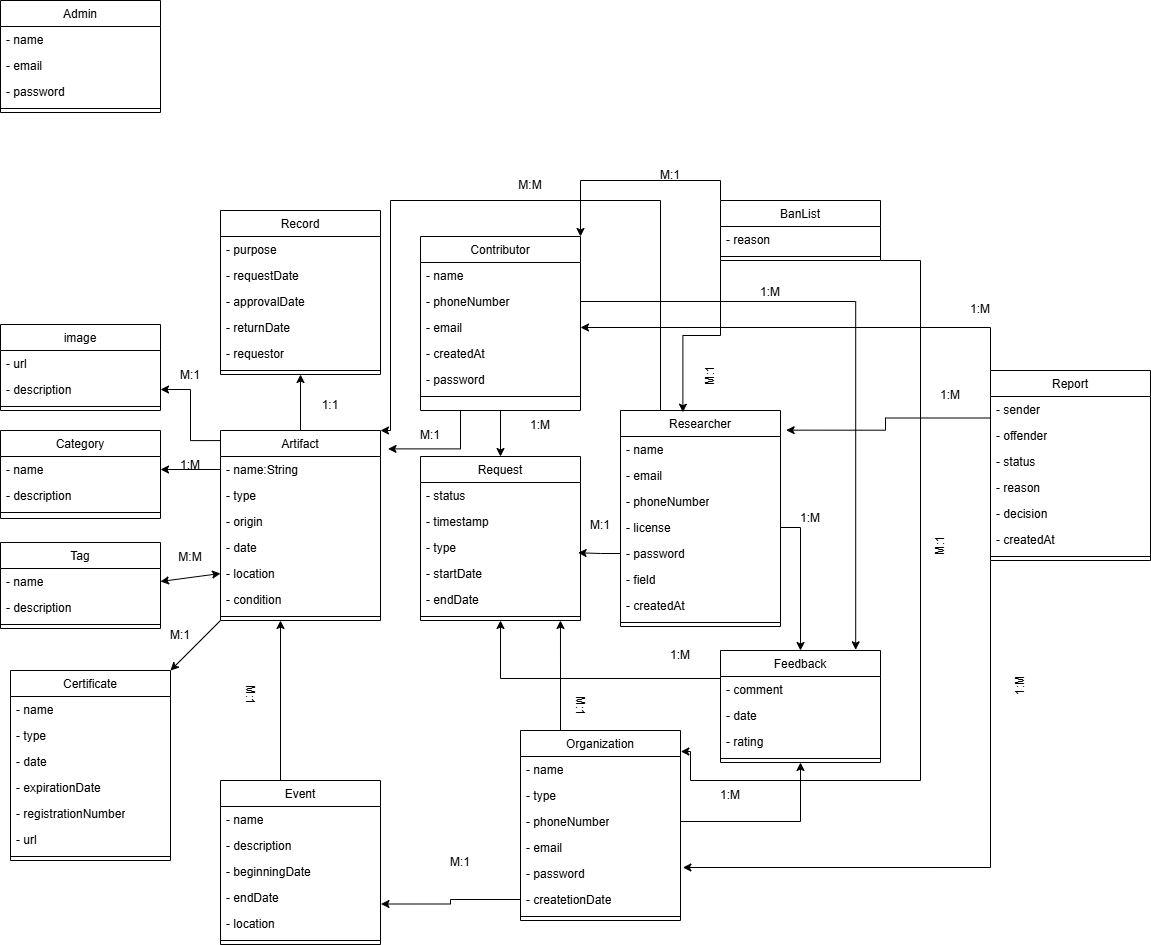 Admin
- name
- email
- password
M:M
M:1
Record
- purpose
- requestDate
- approvalDate
- returnDate
- requestor
Contributor
- name
- phoneNumber
- email
- createdAt
- password
BanList
- reason
1:M
1:M
image
- url
- description
M:1
1:1
M:1
1:M
M:1
1:M
Report
- sender
- offender
- status
- reason
- decision
- createdAt
Category
- name
- description
1:M
Artifact
- name:String
- type
- origin
- date
- location
- condition
Request
- status
- timestamp
- type
- startDate
- endDate
Researcher
- name
- email
- phoneNumber
- license
- password
- field
- createdAt
M:1
1:M
M:1
Tag
- name
- description
M:M
M:1
Certificate
- name
- type
- date
- expirationDate
- registrationNumber
- url
M:1
1:M
M:1
Feedback
- comment
- date
- rating
1:M
Organization
- name
- type
- phoneNumber
- email
- password
- createtionDate
1:M
Event
- name
- description
- beginningDate
- endDate
- location
M:1